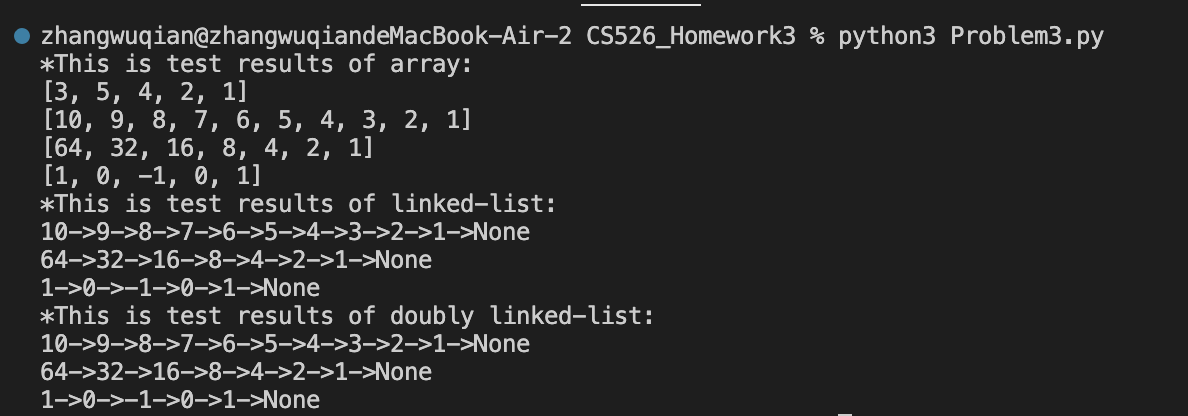 zhangwuqian@zhangwuqiandeMacBook-Air-2 CS526_Homework3 % python3 Problem3.py
*This is test results of array:
[3, 5, 4, 2, 1]
[10, 9, 8, 7, 6, 5, 4, 3, 2, 1]
[64, 32, 16, 8, 4, 2, 1]
[1, 0, -1, 0, 1]
*This is test results of linked-list:
10->9->8->7->6->5->4->3->2->1->None
64->32->16->8->4->2->1->None
1->0->-1->0->1->None
*This is test results of doubly linked-list:
10->9->8->7->6->5->4->3->2->1->None
64->32->16->8->4->2->1->None
1->0->-1->0->1->None